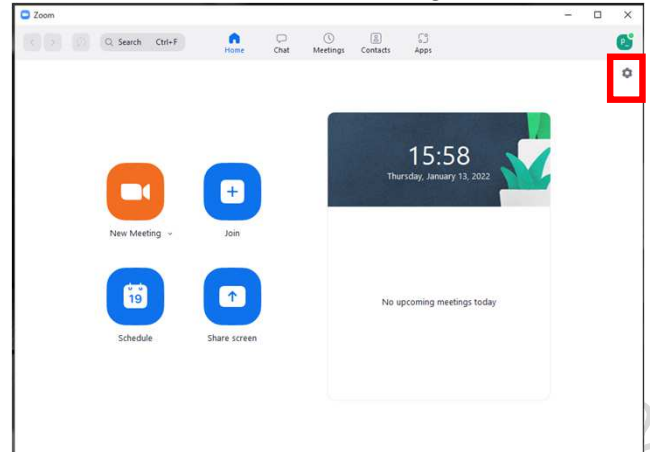 Zoom
Search Ctrl+F
Home
Chat
Meetings
Contacts
Apps
P_
15:58
Thursday, January 13, 2022
New Meeting
Join
19
Schedule
Share screen
No upcoming meetings today